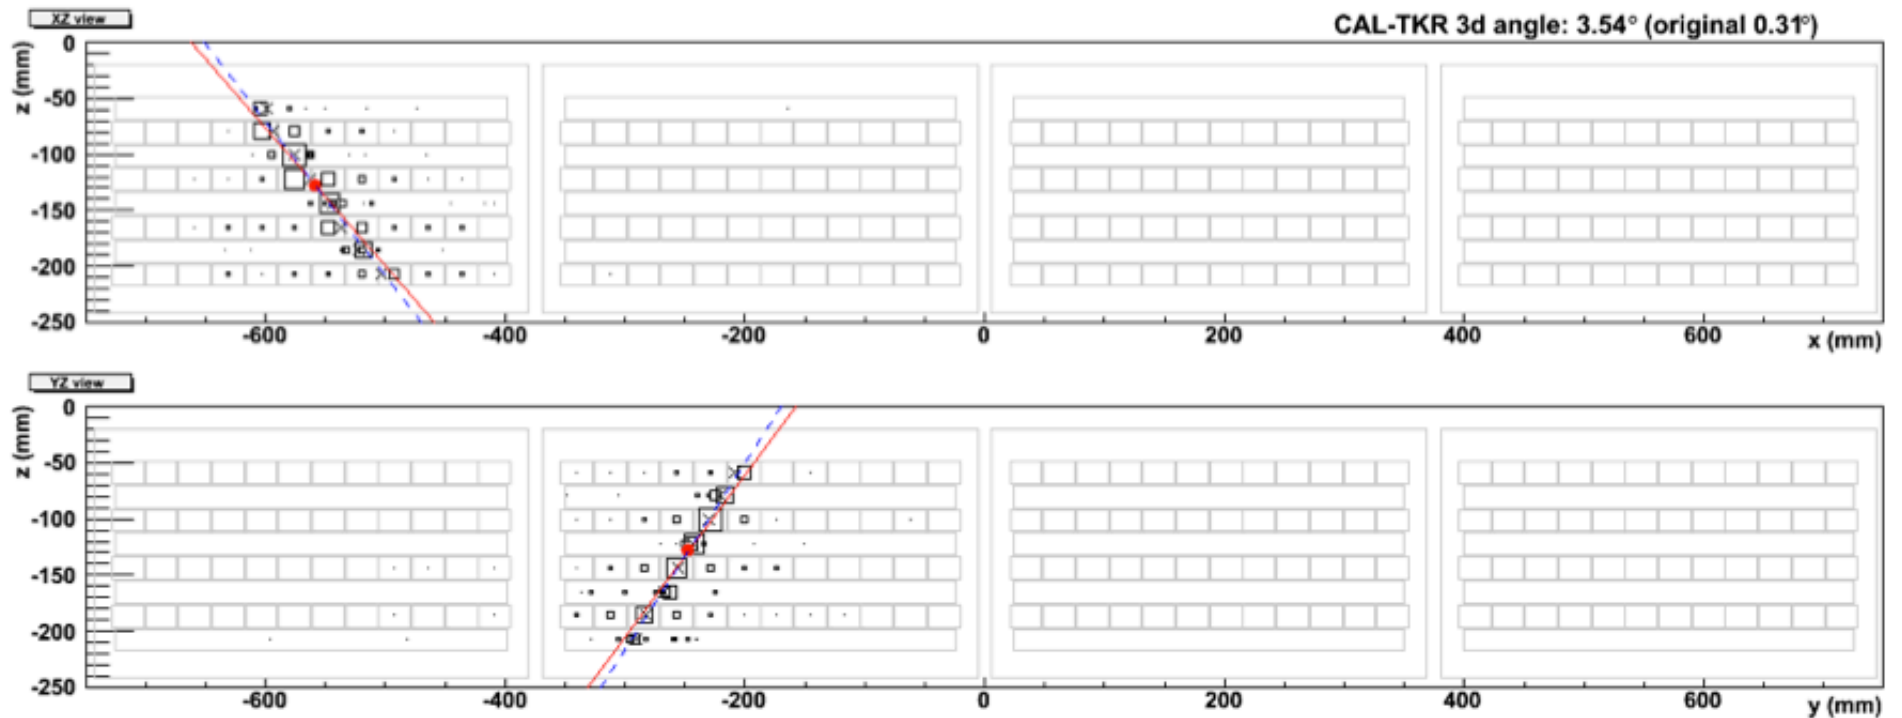 XZ view
CAL-TKR 3d angle: 3.54° (original 0.31°)
z (mm)
0
-50
-100
-150
-200
-250
-600 -400 -200 0 200 400 600 x (mm)
YZ view
z (mm)
0
-50
-100
-150
-200
-250
-600 -400 -200 0 200 400 600 y (mm)